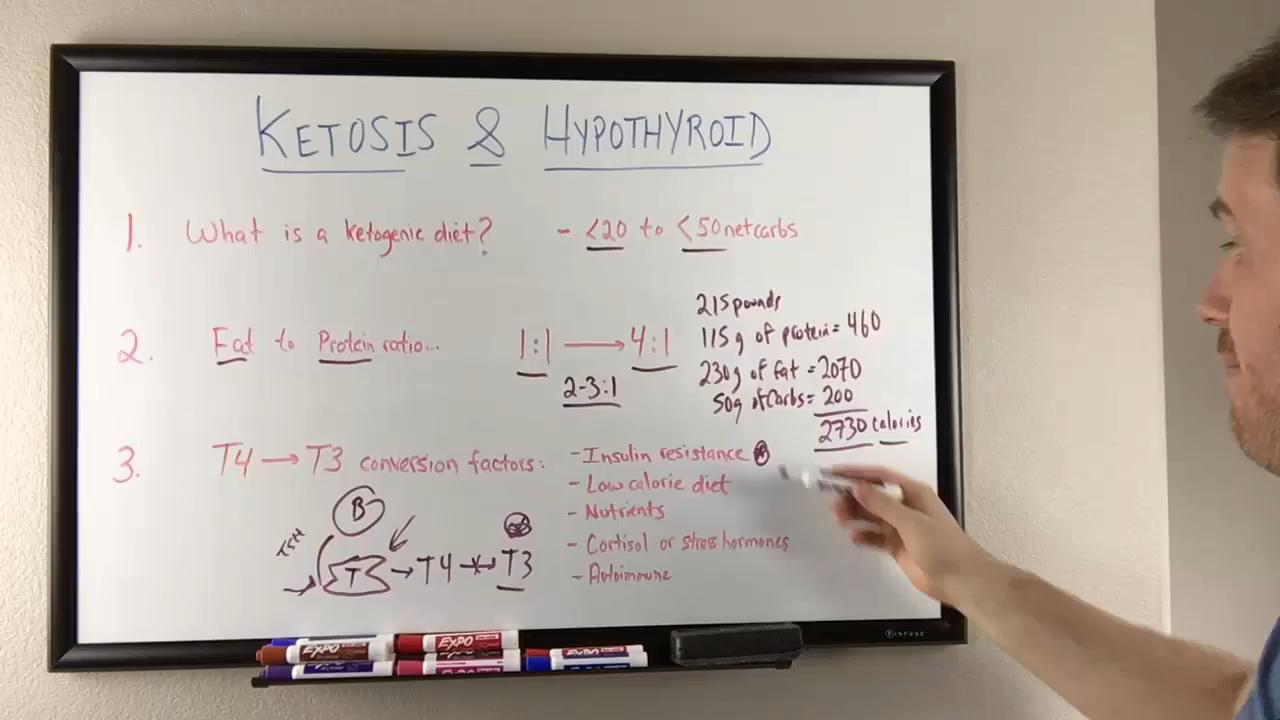 KETOSIS & HYPOTHYROID
1. What is a ketogenic diet? - <20 to <50 net carbs
2. Fat to Protein ratio... 1:1 → 4:1
2-3:1
215 pounds
115 g of protein = 460
230 g of fat = 2070
50g of Carbs = 200
2730 calories
3. T4 → T3 conversion factors:
- Insulin resistance
- Low calorie diet
- Nutrients
- Cortisol or stress hormones
- Autoimmune
B
TSH
T → T4 → T3
EXPO
EXPO
EXPO
INFUSE